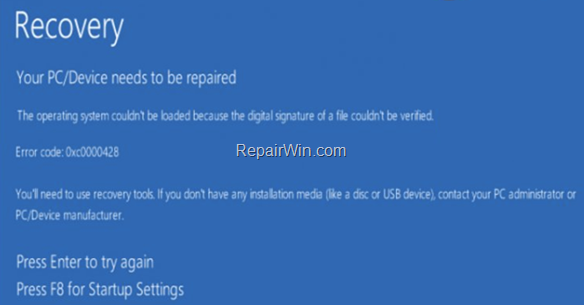 Recovery
Your PC/Device needs to be repaired
The operating system couldn't be loaded because the digital signature of a file couldn't be verified.
Error code: 0xc0000428
RepairWin.com
You'll need to use recovery tools. If you don't have any installation media (like a disc or USB device), contact your PC administrator or
PC/Device manufacturer.
Press Enter to try again
Press F8 for Startup Settings